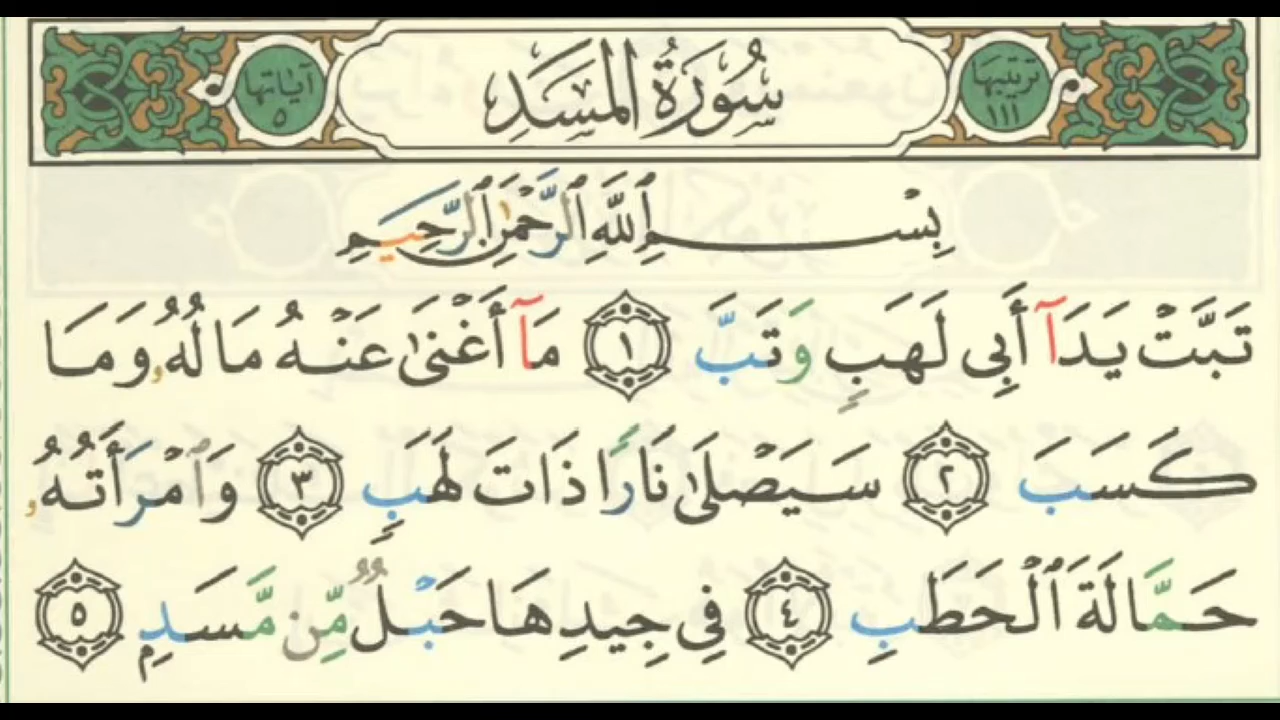 ترتيبها ١١١ سُورَةُ المَسَدِ آياتها ٥
بِسْمِ ٱللَّهِ ٱلرَّحْمَٰنِ ٱلرَّحِيمِ
تَبَّتْ يَدَآ أَبِي لَهَبٍ وَتَبَّ ١ مَآ أَغْنَىٰ عَنْهُ مَالُهُۥ وَمَا
كَسَبَ ٢ سَيَصْلَىٰ نَارًا ذَاتَ لَهَبٍ ٣ وَٱمْرَأَتُهُۥ
حَمَّالَةَ ٱلْحَطَبِ ٤ فِي جِيدِهَا حَبْلٌ مِّن مَّسَدٍ ٥